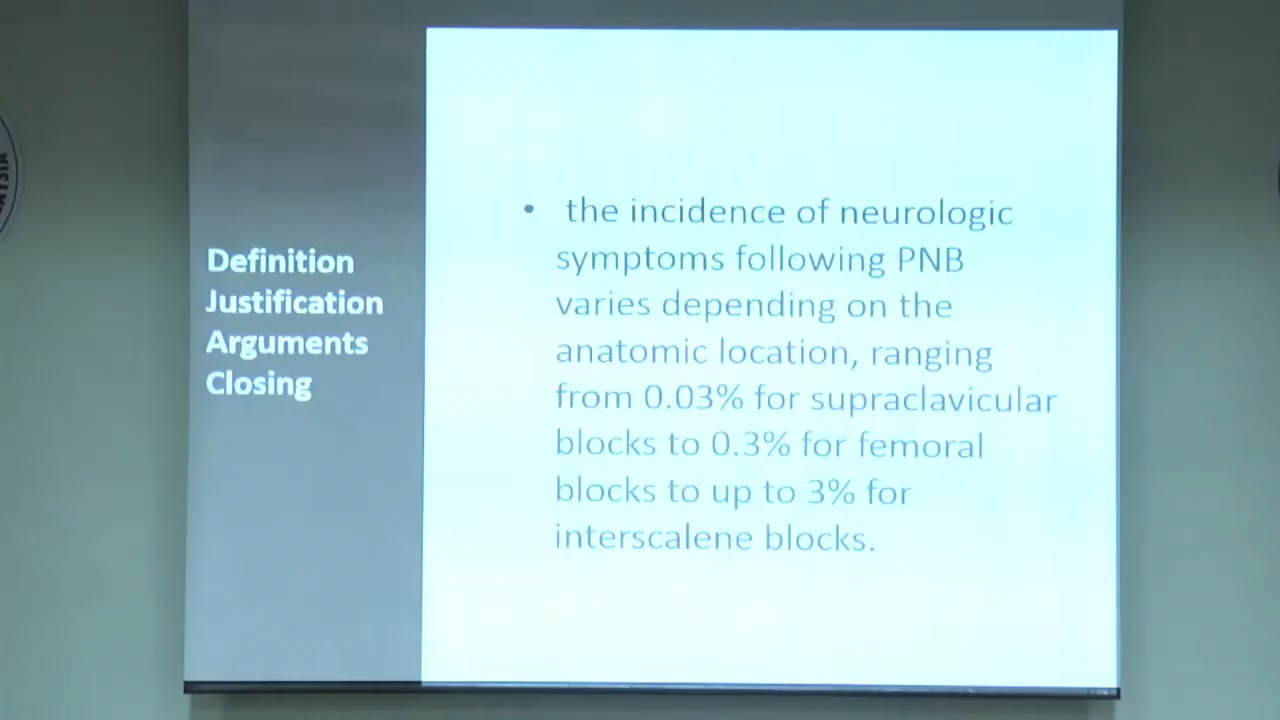 Definition
Justification
Arguments
Closing
• the incidence of neurologic
symptoms following PNB
varies depending on the
anatomic location, ranging
from 0.03% for supraclavicular
blocks to 0.3% for femoral
blocks to up to 3% for
interscalene blocks.